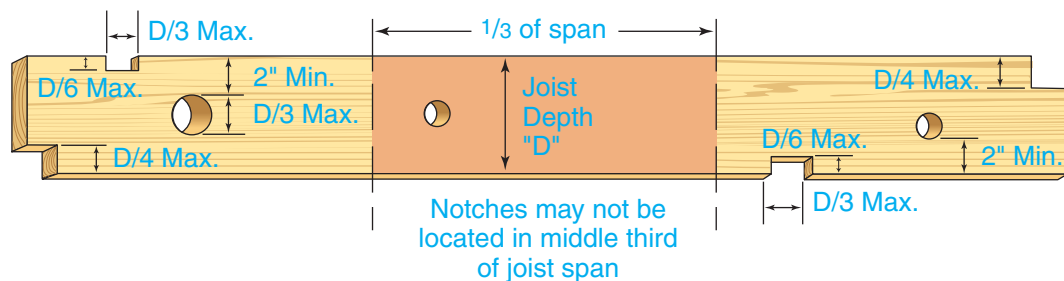 D/3 Max.
D/6 Max.
2" Min.
D/3 Max.
D/4 Max.
1/3 of span
Joist
Depth
"D"
Notches may not be
located in middle third
of joist span
D/4 Max.
D/6 Max.
2" Min.
D/3 Max.